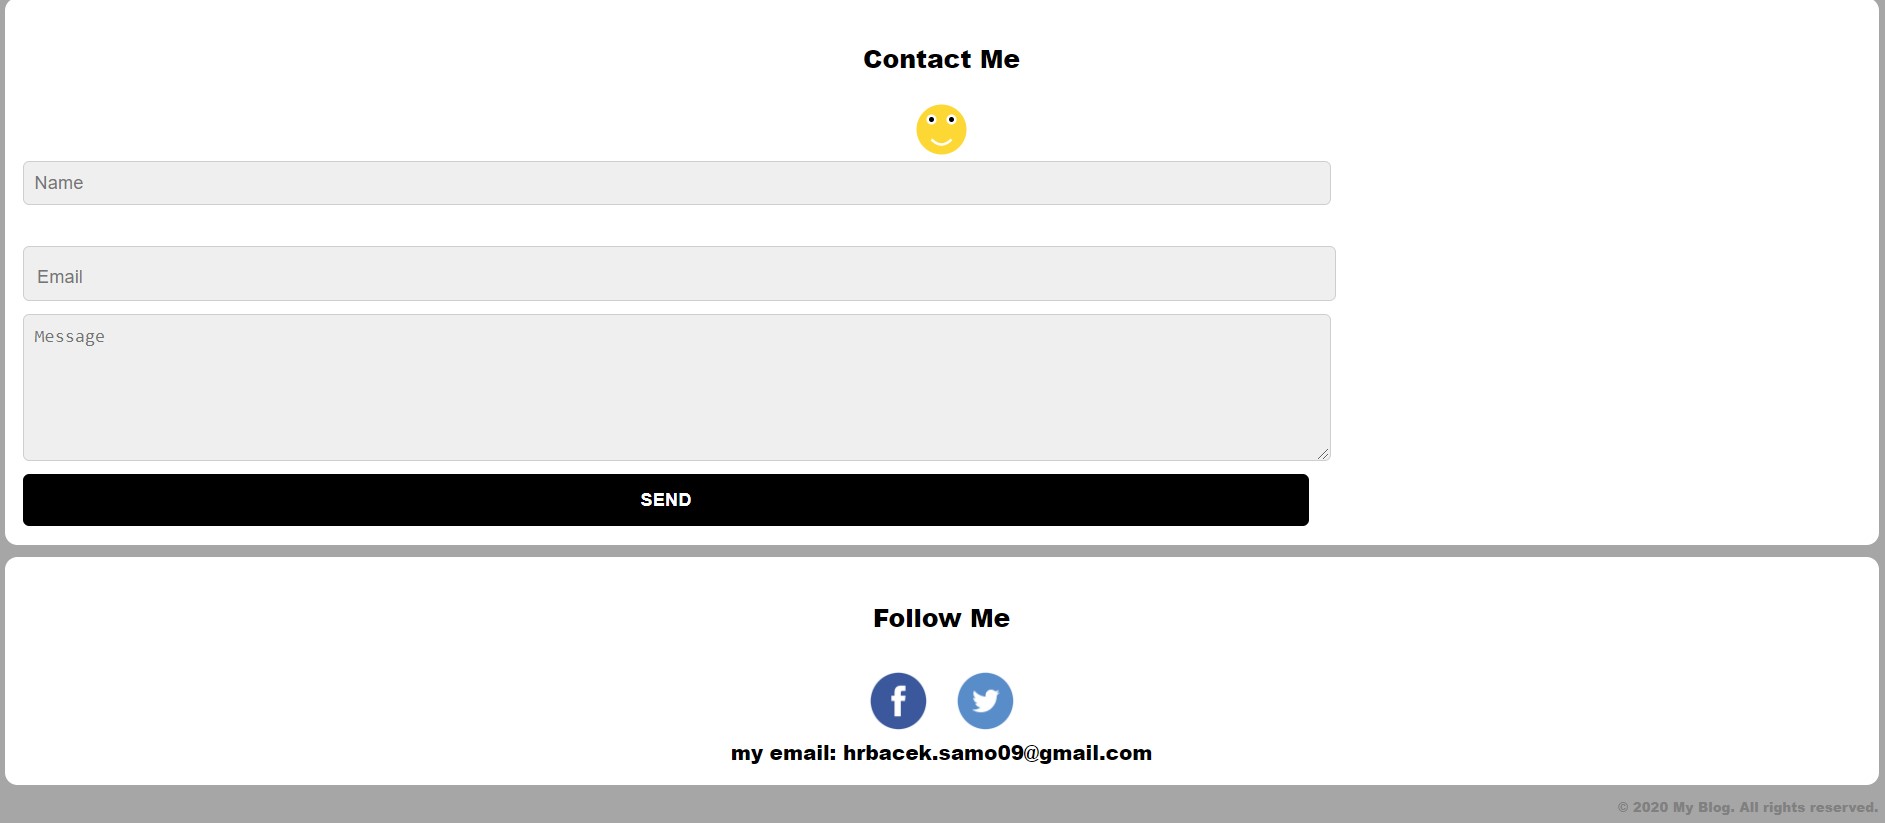 Contact Me
Name
Email
Message
SEND
Follow Me
my email: hrbacek.samo09@gmail.com
© 2020 My Blog. All rights reserved.